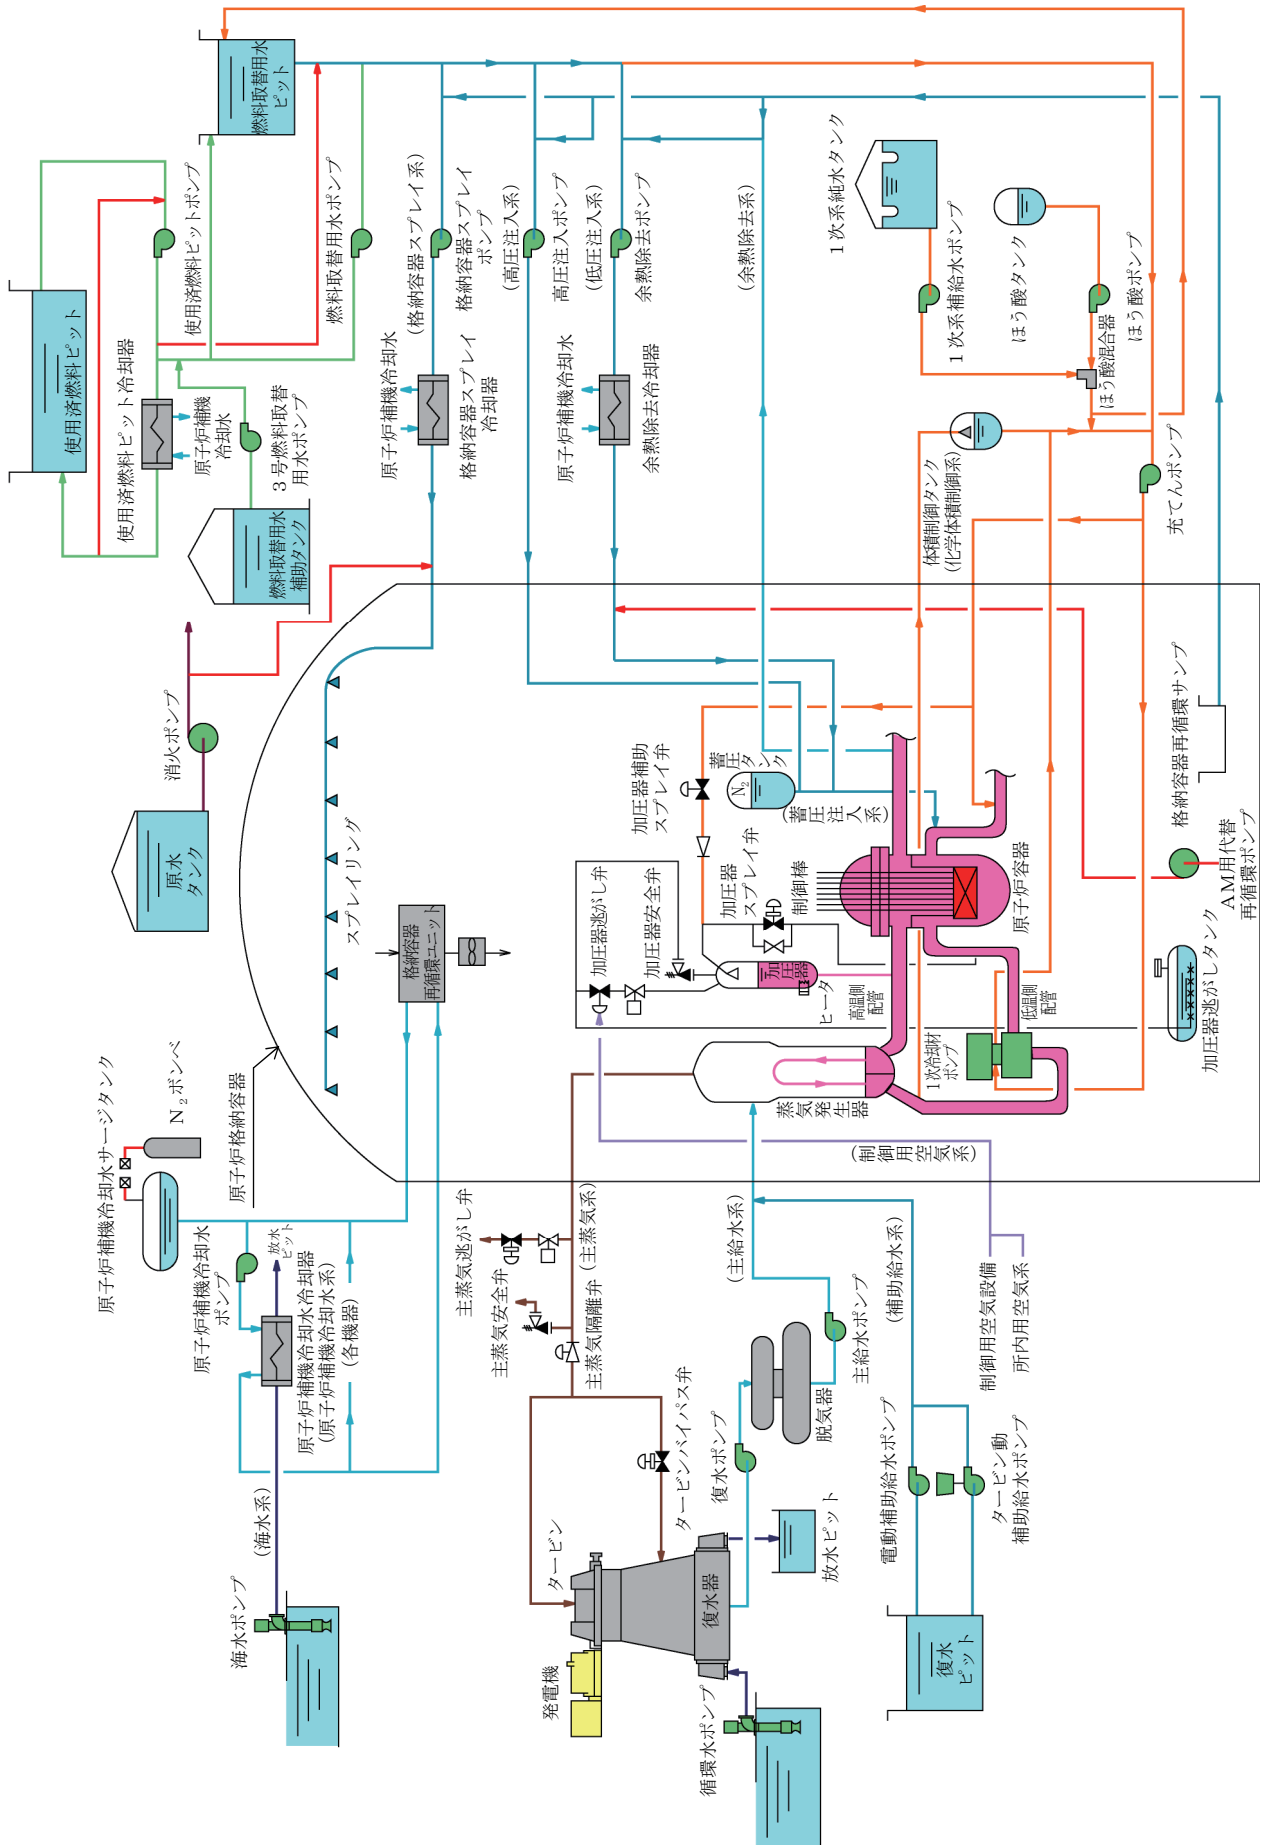 使用済燃料ピット
燃料取替用水
ピット
使用済燃料ピットポンプ
使用済燃料ピット冷却器
原子炉補機
冷却水
燃料取替用水ポンプ
3号燃料取替
用水ポンプ
燃料取替用水
補助タンク
(格納容器スプレイ系)
格納容器スプレイ
ポンプ
原子炉補機冷却水
格納容器スプレイ
冷却器
(高圧注入系)
高圧注入ポンプ
(低圧注入系)
余熱除去ポンプ
原子炉補機冷却水
余熱除去冷却器
(余熱除去系)
1次系純水タンク
1次系補給水ポンプ
ほう酸タンク
ほう酸ポンプ
ほう酸混合器
体積制御タンク
(化学体積制御系)
充てんポンプ
消火ポンプ
原水
タンク
スプレイリング
格納容器
再循環ユニット
加圧器補助
スプレイ弁
蓄圧
タンク
N₂
(蓄圧注入系)
加圧器逃がし弁
加圧器安全弁
加圧器
スプレイ弁
制御棒
原子炉容器
加圧器
ヒータ
高温側
配管
低温側
配管
1次冷却材
ポンプ
蒸気発生器
格納容器再循環サンプ
AM用代替
再循環ポンプ
加圧器逃がしタンク
(制御用空気系)
原子炉補機冷却水サージタンク
N₂ボンベ
原子炉格納容器
原子炉補機冷却水
ポンプ
放水
ピット
原子炉補機冷却水冷却器
(原子炉補機冷却水系)
(各機器)
(海水系)
海水ポンプ
主蒸気逃がし弁
主蒸気安全弁
(主蒸気系)
主蒸気隔離弁
タービンバイパス弁
タービン
発電機
復水器
循環水ポンプ
放水ピット
復水ポンプ
脱気器
主給水ポンプ
(主給水系)
(補助給水系)
制御用空気設備
所内用空気系
電動補助給水ポンプ
タービン動
補助給水ポンプ
復水
ピット